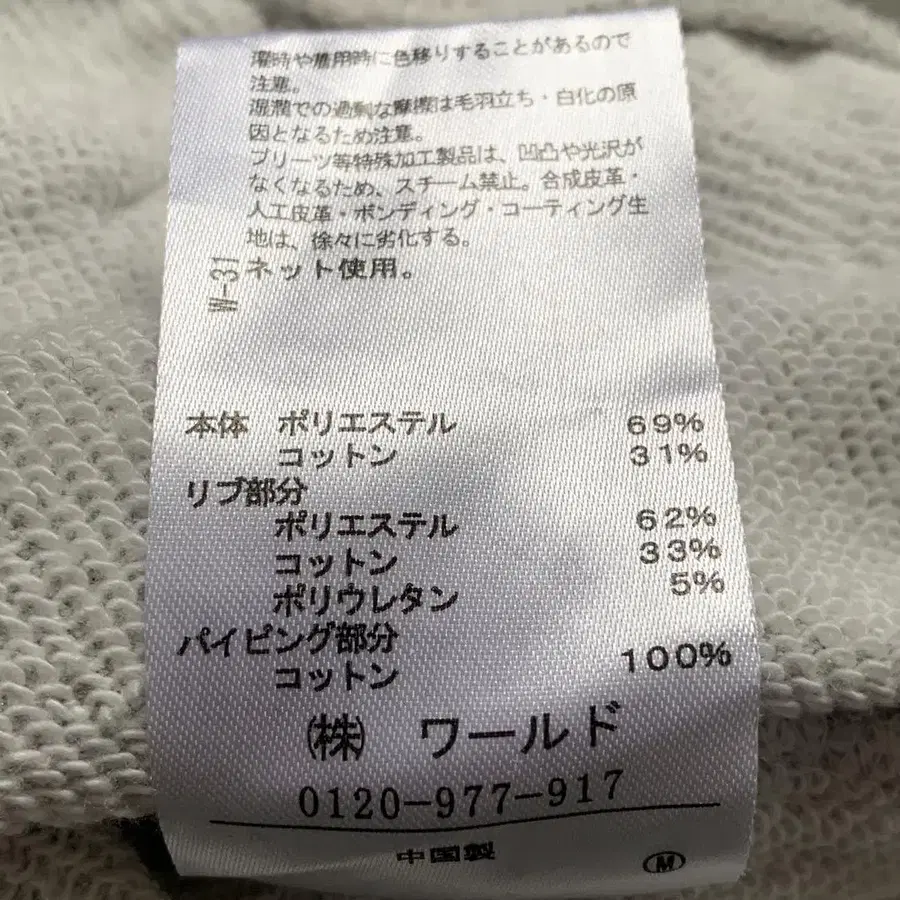 濡時や着用時に色移りすることがあるので
注意。
湿潤での過剰な摩擦は毛羽立ち・白化の原
因となるため注意。
プリーツ等特殊加工製品は、凹凸や光沢が
なくなるため、スチーム禁止。合成皮革・
人工皮革・ボンディング・コーティング生
地は、徐々に劣化する。
W-31 ネット使用。
本体 ポリエステル 69%
コットン 31%
リブ部分
ポリエステル 62%
コットン 33%
ポリウレタン 5%
パイピング部分
コットン 100%
㈱ ワールド
0120-977-917
中国製
Ⓜ